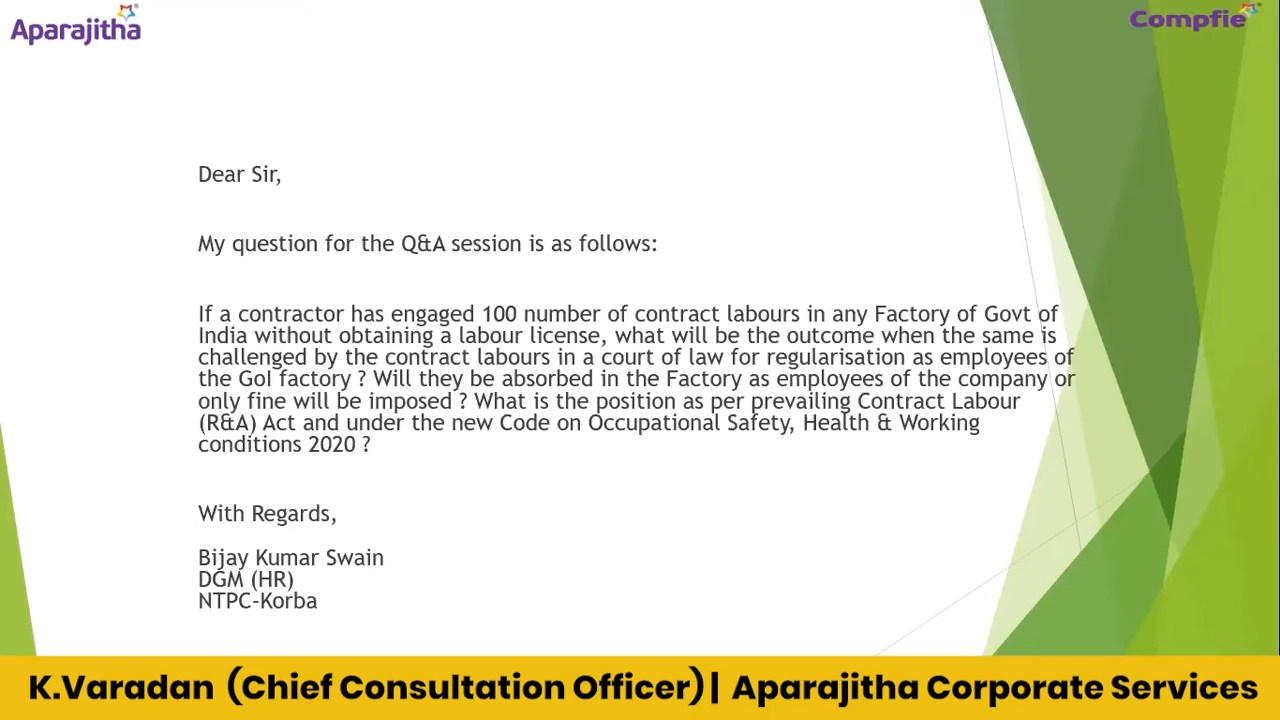 Aparajitha
Compfie
Dear Sir,
My question for the Q&A session is as follows:
If a contractor has engaged 100 number of contract labours in any Factory of Govt of
India without obtaining a labour license, what will be the outcome when the same is
challenged by the contract labours in a court of law for regularisation as employees of
the GoI factory ? Will they be absorbed in the Factory as employees of the company or
only fine will be imposed ? What is the position as per prevailing Contract Labour
(R&A) Act and under the new Code on Occupational Safety, Health & Working
conditions 2020 ?
With Regards,
Bijay Kumar Swain
DGM (HR)
NTPC-Korba
K.Varadan (Chief Consultation Officer) | Aparajitha Corporate Services